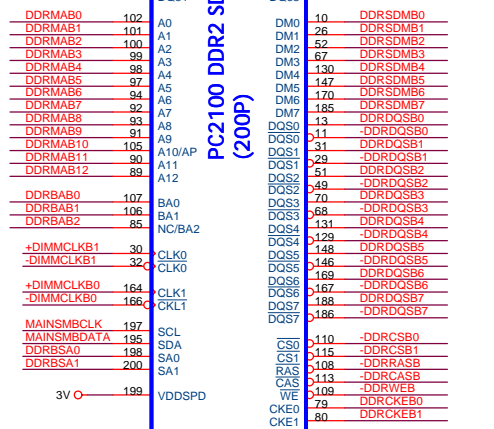 DDRMAB0 102 A0
DDRMAB1 101 A1
DDRMAB2 100 A2
DDRMAB3 99 A3
DDRMAB4 98 A4
DDRMAB5 97 A5
DDRMAB6 94 A6
DDRMAB7 92 A7
DDRMAB8 93 A8
DDRMAB9 91 A9
DDRMAB10 105 A10/AP
DDRMAB11 90 A11
DDRMAB12 89 A12
DDRBAB0 107 BA0
DDRBAB1 106 BA1
DDRBAB2 85 NC/BA2
+DIMMCLKB1 30 CLK0
-DIMMCLKB1 32 CLK0
+DIMMCLKB0 164 CLK1
-DIMMCLKB0 166 CKL1
MAINSMBCLK 197 SCL
MAINSMBDATA 195 SDA
DDRBSA0 198 SA0
DDRBSA1 200 SA1
3V 199 VDDSPD
PC2100 DDR2
(200P)
DM0 10 DDRSDMB0
DM1 26 DDRSDMB1
DM2 52 DDRSDMB2
DM3 67 DDRSDMB3
DM4 130 DDRSDMB4
DM5 147 DDRSDMB5
DM6 170 DDRSDMB6
DM7 185 DDRSDMB7
DQS0 13 DDRDQSB0
DQS0 11 -DDRDQSB0
DQS1 31 DDRDQSB1
DQS1 29 -DDRDQSB1
DQS2 51 DDRDQSB2
DQS2 49 -DDRDQSB2
DQS3 70 DDRDQSB3
DQS3 68 -DDRDQSB3
DQS4 131 DDRDQSB4
DQS4 129 -DDRDQSB4
DQS5 148 DDRDQSB5
DQS5 146 -DDRDQSB5
DQS6 169 DDRDQSB6
DQS6 167 -DDRDQSB6
DQS7 188 DDRDQSB7
DQS7 186 -DDRDQSB7
CS0 110 -DDRCSB0
CS1 115 -DDRCSB1
RAS 108 -DDRRASB
CAS 113 -DDRCASB
WE 109 -DDRWEB
CKE0 79 DDRCKEB0
CKE1 80 DDRCKEB1